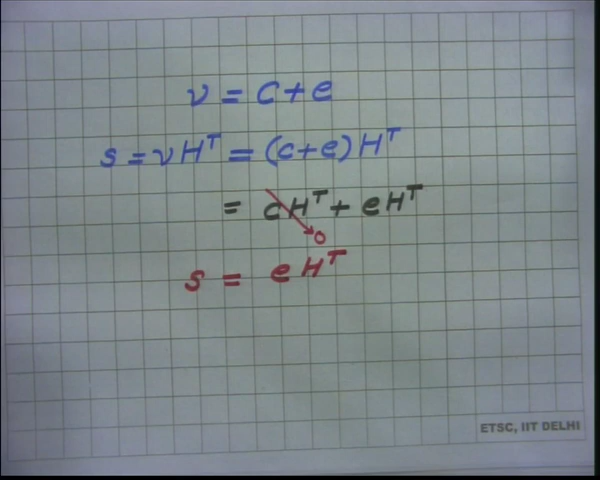 v = c + e
s = vHᵀ = (c+e)Hᵀ
= cHᵀ + eHᵀ
0
s = eHᵀ
ETSC, IIT DELHI